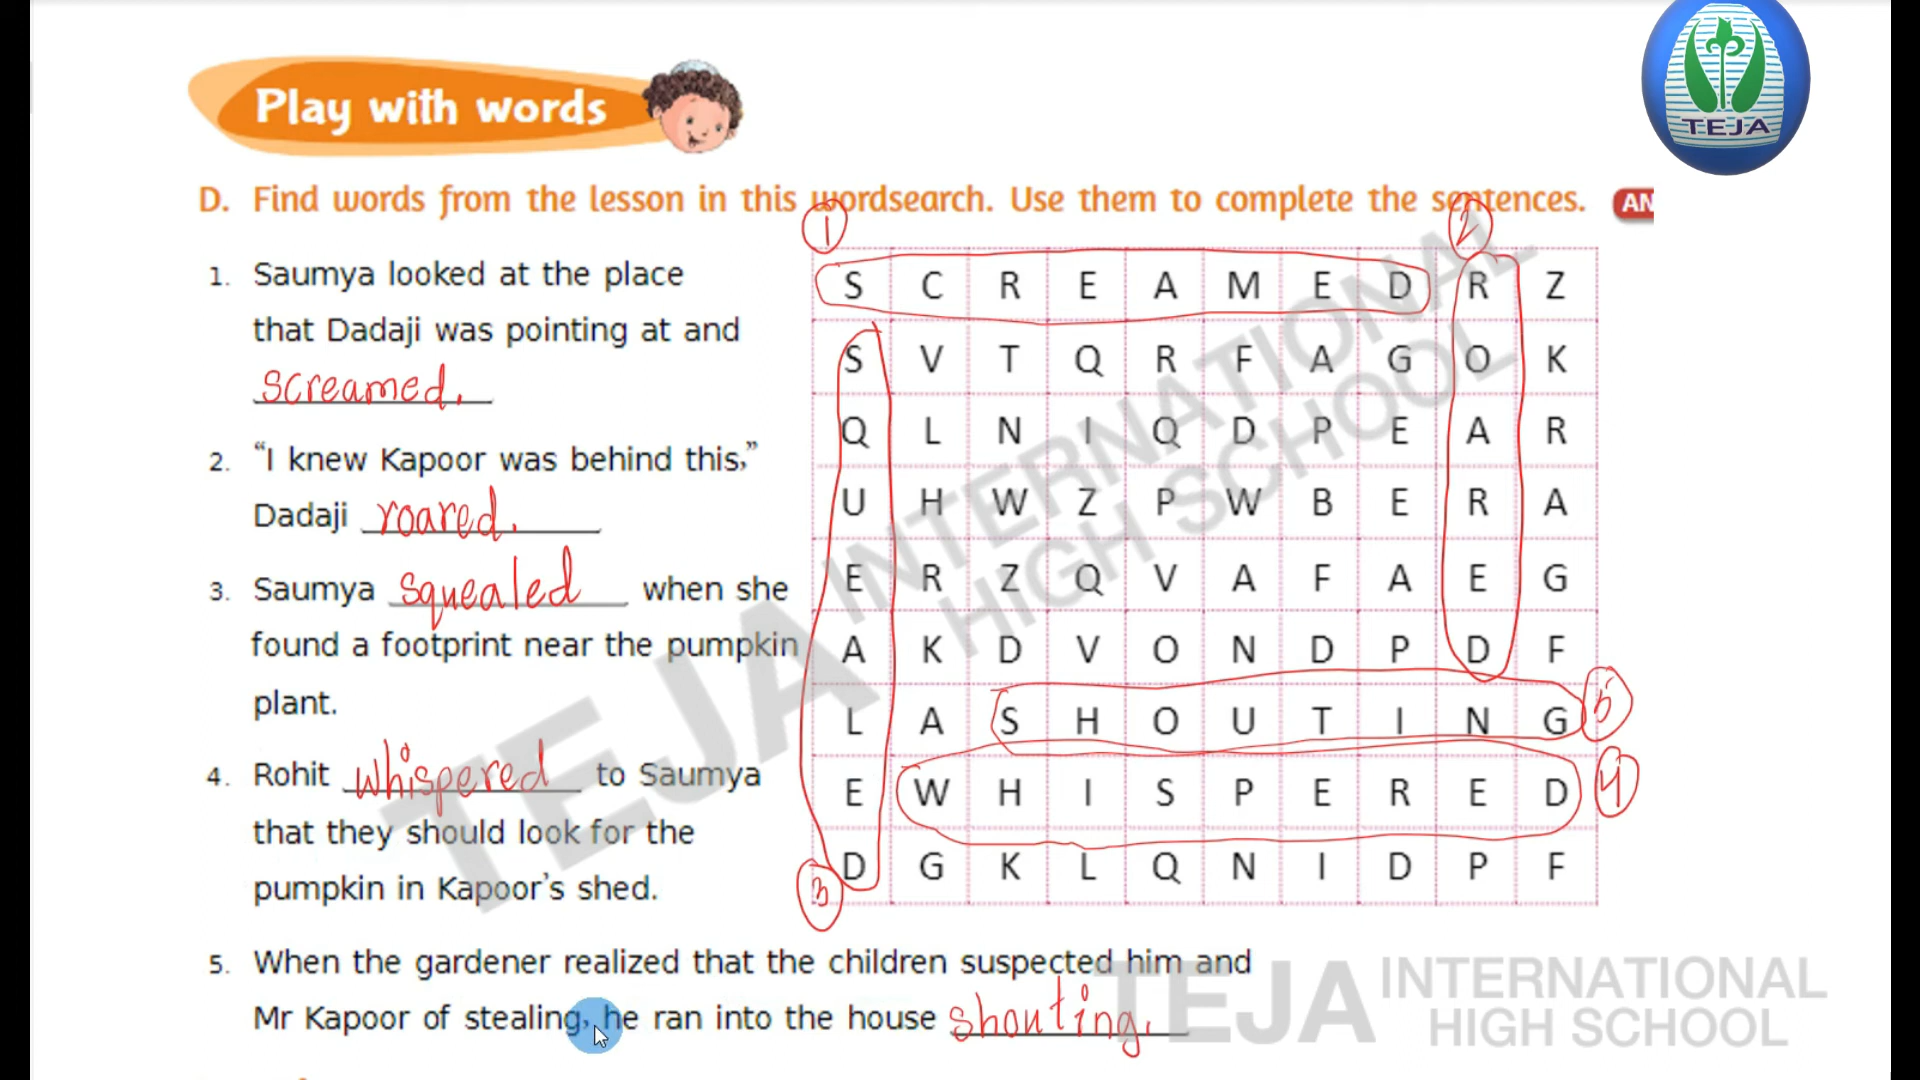 TEJA
Play with words
D. Find words from the lesson in this wordsearch. Use them to complete the sentences. AN
1 2
1. Saumya looked at the place
that Dadaji was pointing at and
screamed.
2. “I knew Kapoor was behind this,”
Dadaji roared.
3. Saumya squealed when she
found a footprint near the pumpkin
plant.
4. Rohit whispered to Saumya
that they should look for the
pumpkin in Kapoor's shed.
S C R E A M E D R Z
S V T Q R F A G O K
Q L N I Q D P E A R
U H W Z P W B E R A
E R Z Q V A F A E G
A K D V O N D P D F
L A S H O U T I N G 5
E W H I S P E R E D 4
D G K L Q N I D P F
3
5. When the gardener realized that the children suspected him and
Mr Kapoor of stealing, he ran into the house shouting.
TEJA INTERNATIONAL
HIGH SCHOOL
TEJA INTERNATIONAL
HIGH SCHOOL